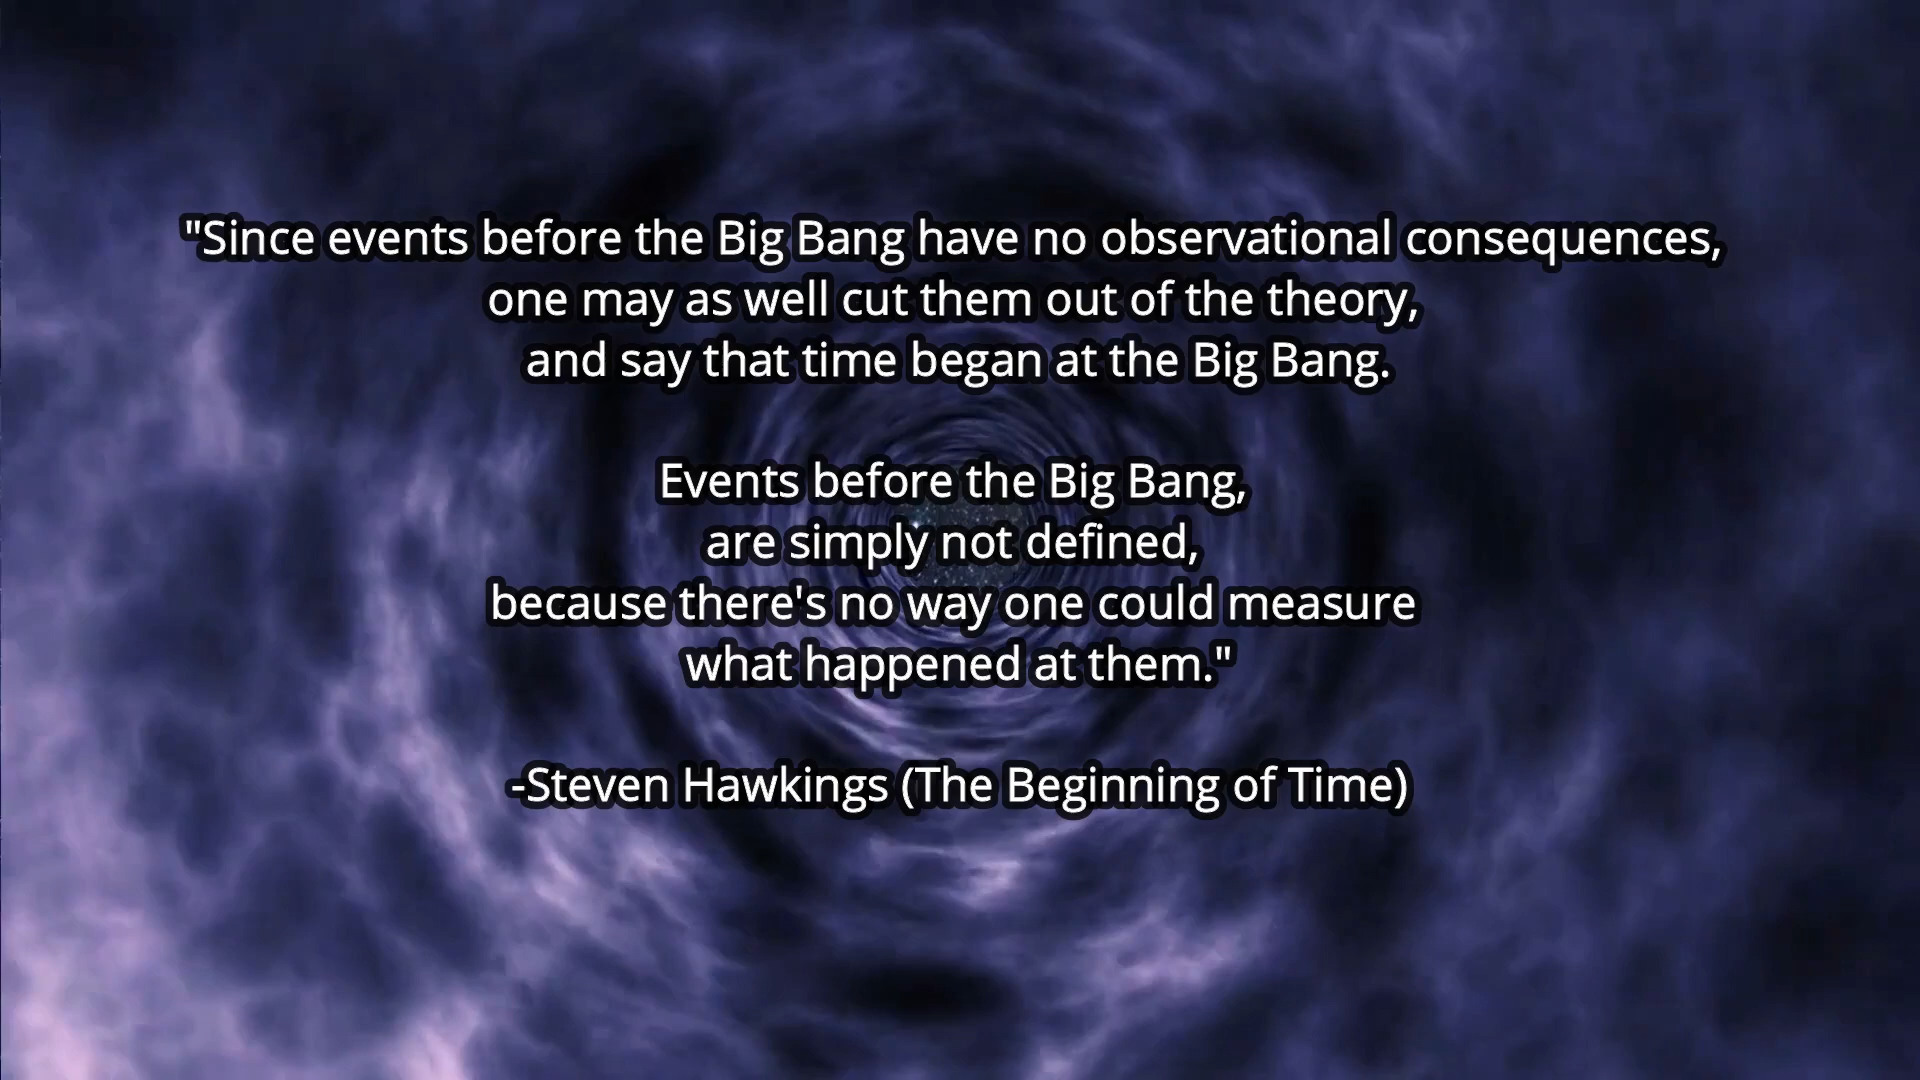 "Since events before the Big Bang have no observational consequences,
one may as well cut them out of the theory,
and say that time began at the Big Bang.
Events before the Big Bang,
are simply not defined,
because there's no way one could measure
what happened at them."
-Steven Hawkings (The Beginning of Time)